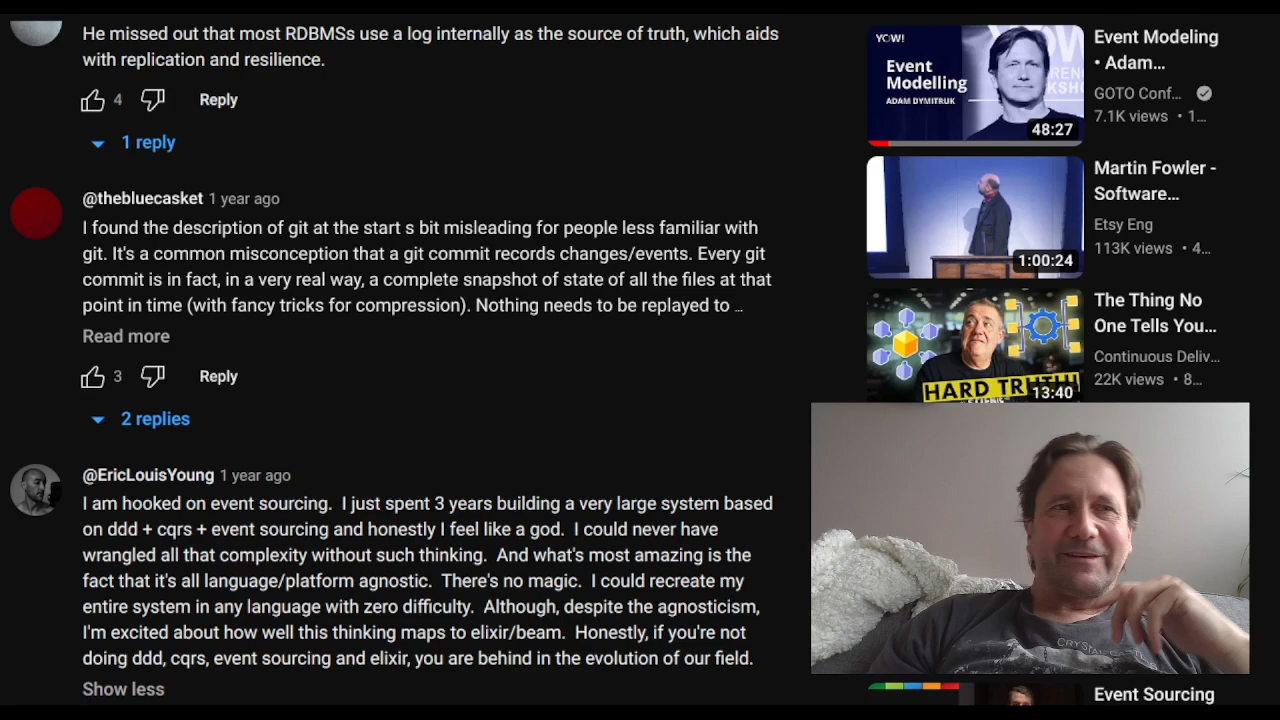 He missed out that most RDBMSs use a log internally as the source of truth, which aids
with replication and resilience.
4
Reply
1 reply
@thebluecasket 1 year ago
I found the description of git at the start s bit misleading for people less familiar with
git. It's a common misconception that a git commit records changes/events. Every git
commit is in fact, in a very real way, a complete snapshot of state of all the files at that
point in time (with fancy tricks for compression). Nothing needs to be replayed to ...
Read more
3
Reply
2 replies
@EricLouisYoung 1 year ago
I am hooked on event sourcing. I just spent 3 years building a very large system based
on ddd + cqrs + event sourcing and honestly I feel like a god. I could never have
wrangled all that complexity without such thinking. And what's most amazing is the
fact that it's all language/platform agnostic. There's no magic. I could recreate my
entire system in any language with zero difficulty. Although, despite the agnosticism,
I'm excited about how well this thinking maps to elixir/beam. Honestly, if you're not
doing ddd, cqrs, event sourcing and elixir, you are behind in the evolution of our field.
Show less
YOW!
Event
Modelling
ADAM DYMITRUK
48:27
Event Modeling
• Adam...
GOTO Conf...
7.1K views • 1...
1:00:24
Martin Fowler -
Software...
Etsy Eng
113K views • 4...
HARD TRUTH!
13:40
The Thing No
One Tells You...
Continuous Deliv...
22K views • 8...
Event Sourcing